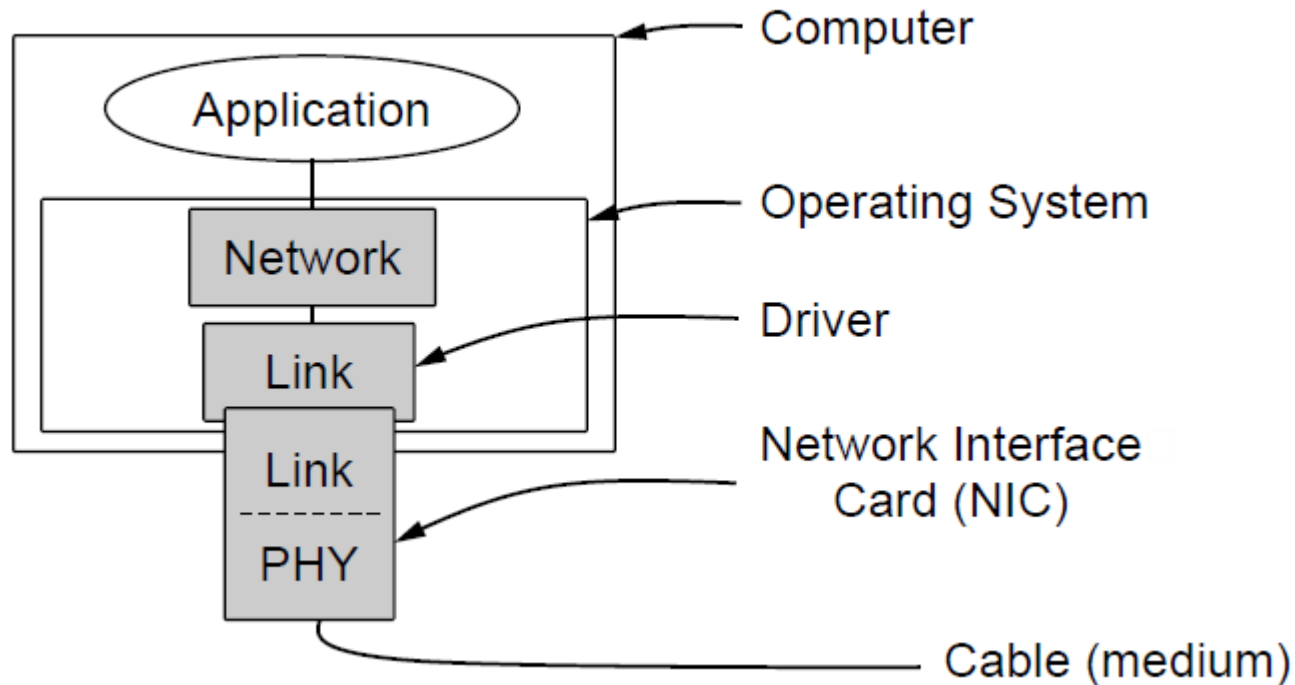 Computer
Application
Operating System
Network
Driver
Link
Network Interface
Card (NIC)
Link
PHY
Cable (medium)